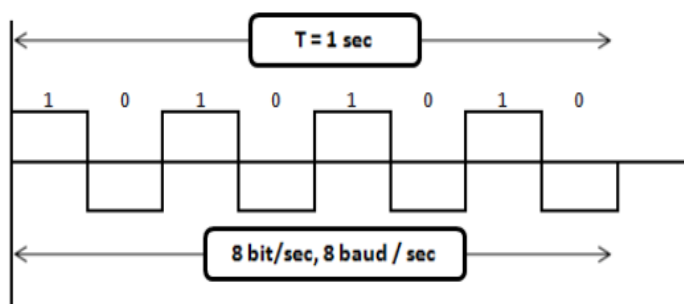 T = 1 sec
1 0 1 0 1 0 1 0
8 bit/sec, 8 baud / sec